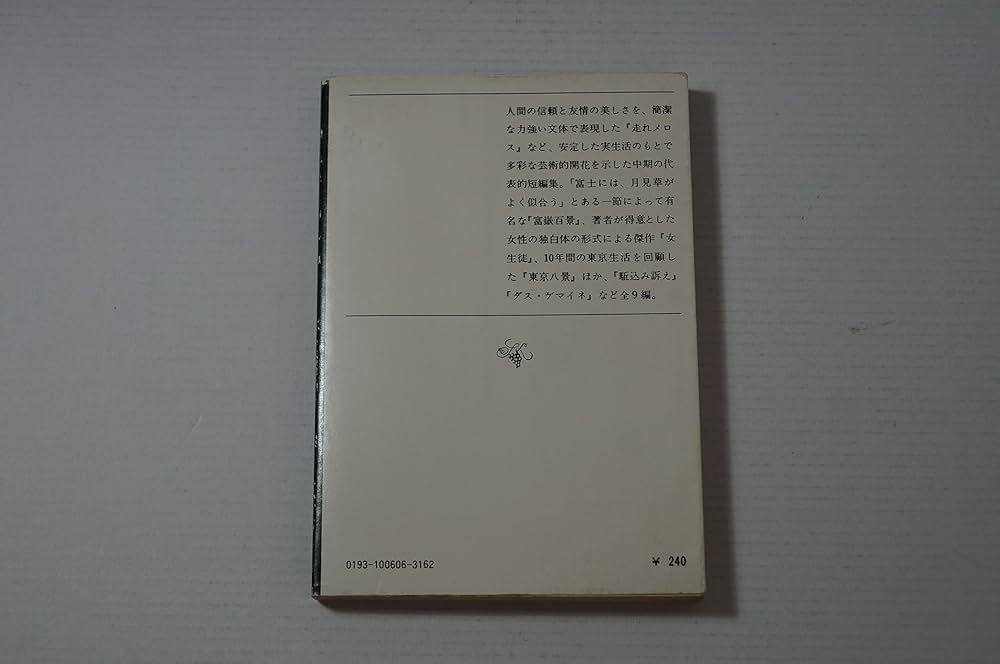 人間の信頼と友情の美しさを、簡潔
な力強い文体で表現した『走れメロ
ス』など、安定した実生活のもとで
多彩な芸術的開花を示した中期の代
表的短編集。「富士には、月見草が
よく似合う」とある一節によって有
名な『富嶽百景』、著者が得意とした
女性の独白体の形式による傑作『女
生徒』、10年間の東京生活を回顧し
た『東京八景』ほか、『駈込み訴え』
『ダス・ゲマイネ』など全9編。
0193-100606-3162
￥ 240